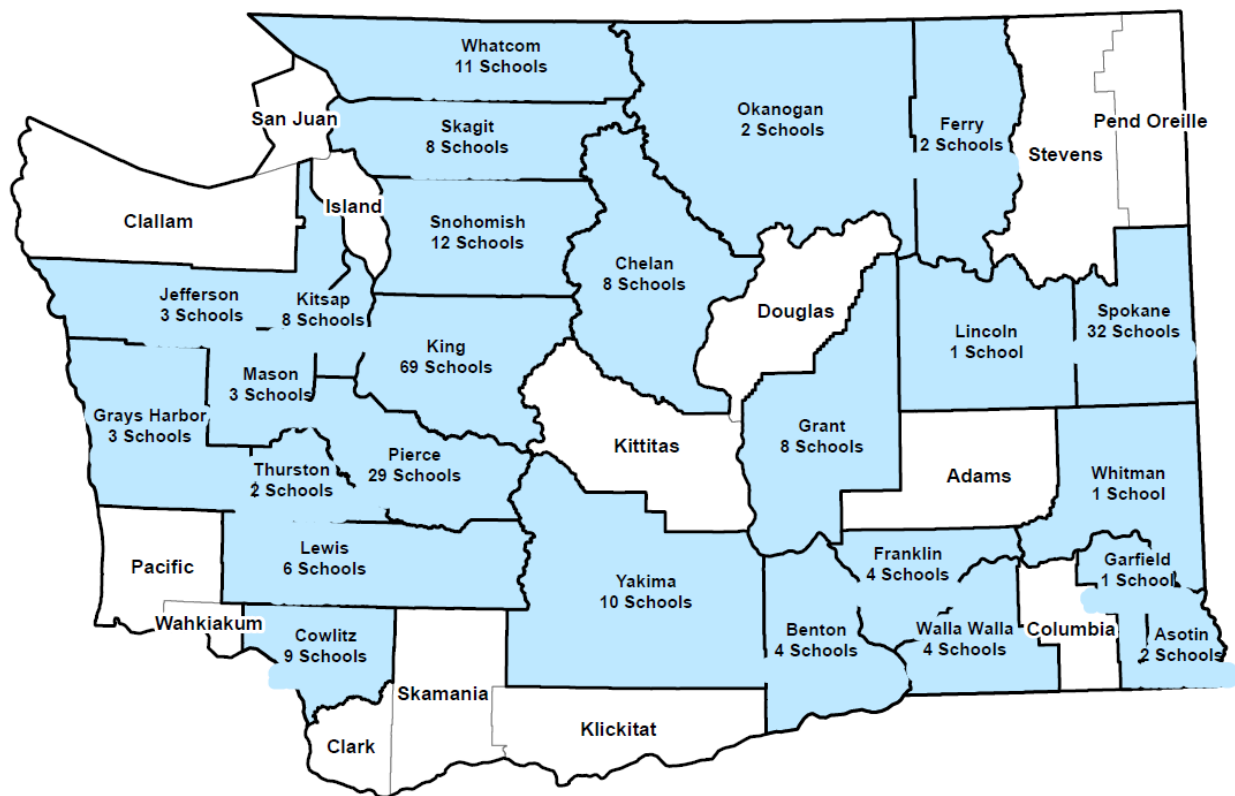 Whatcom
11 Schools
San Juan
Skagit
8 Schools
Okanogan
2 Schools
Ferry
2 Schools
Pend Oreille
Stevens
Clallam
Island
Snohomish
12 Schools
Chelan
8 Schools
Jefferson
3 Schools
Kitsap
8 Schools
Douglas
Spokane
32 Schools
Lincoln
1 School
King
69 Schools
Mason
3 Schools
Grays Harbor
3 Schools
Grant
8 Schools
Kittitas
Pierce
29 Schools
Thurston
2 Schools
Adams
Whitman
1 School
Lewis
6 Schools
Franklin
4 Schools
Garfield
1 School
Pacific
Yakima
10 Schools
Wahkiakum
Cowlitz
9 Schools
Benton
4 Schools
Walla Walla
4 Schools
Columbia
Asotin
2 Schools
Skamania
Klickitat
Clark